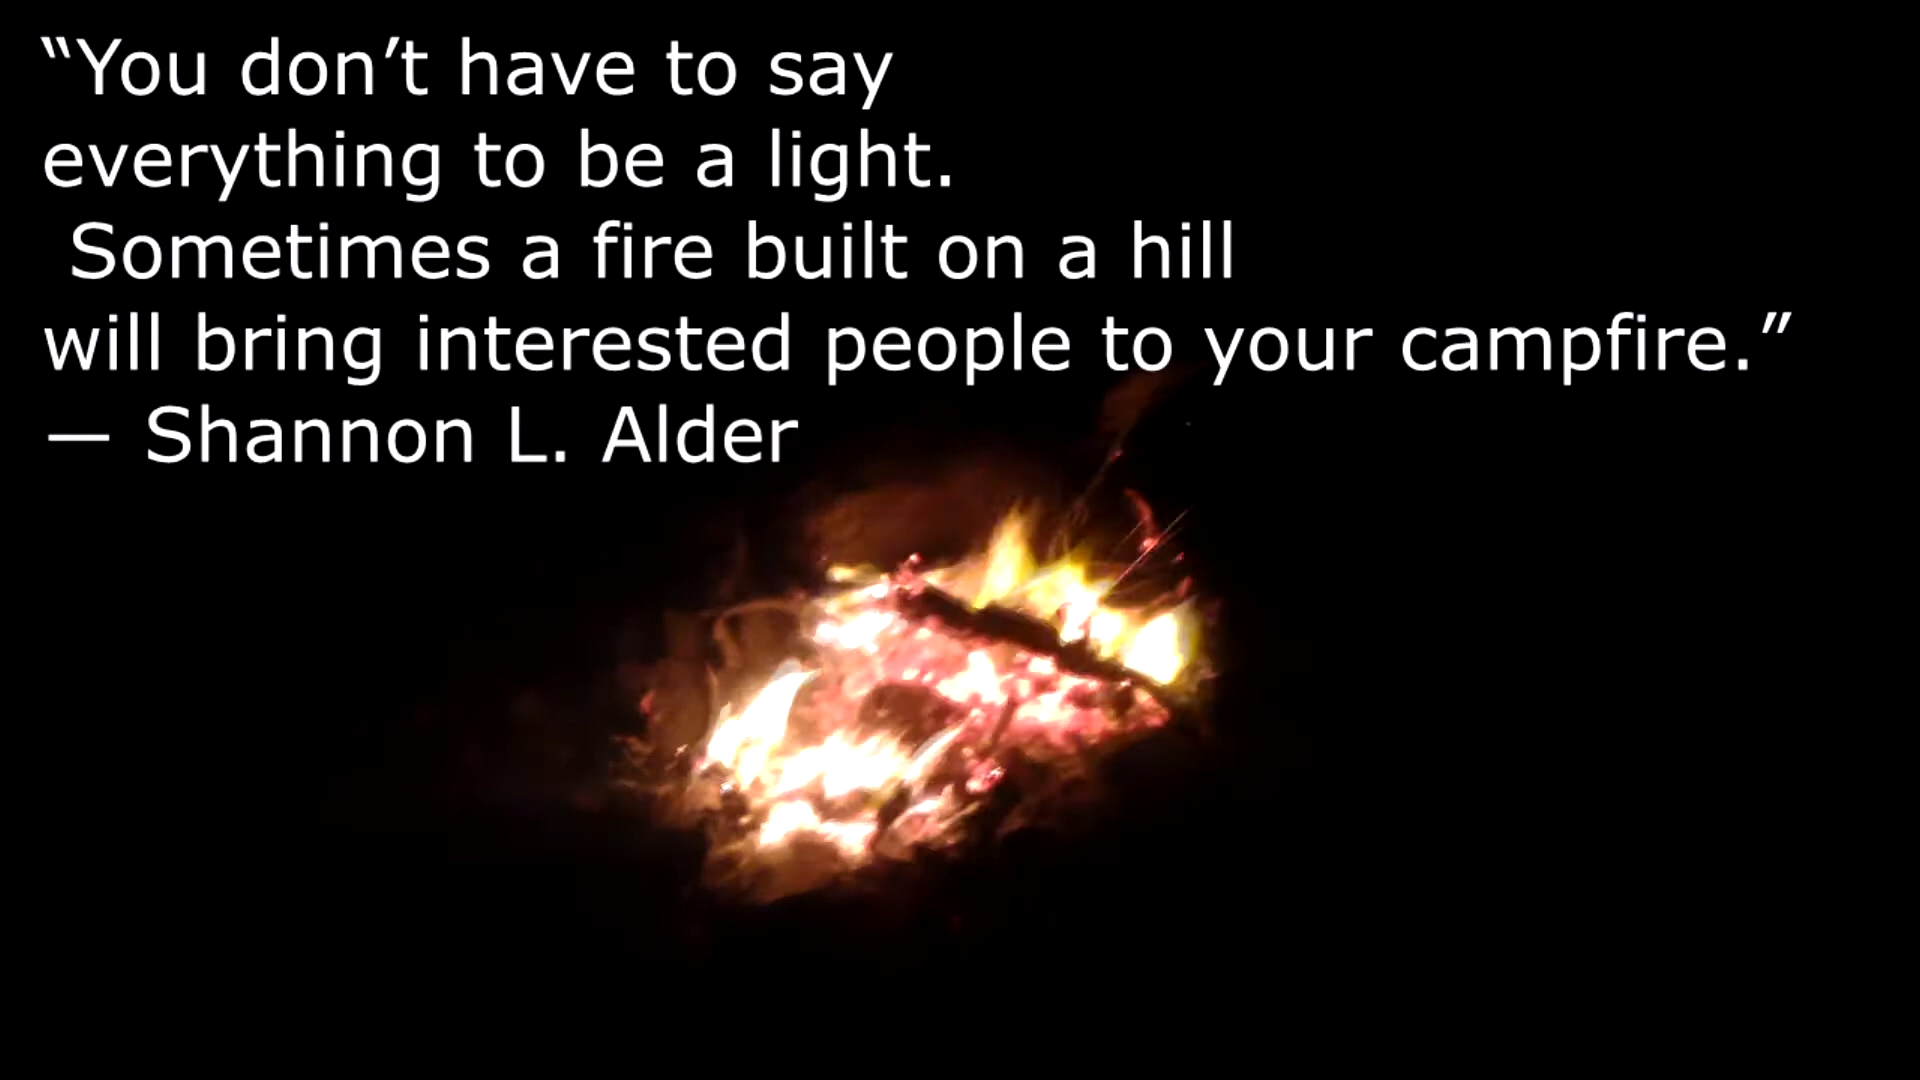 “You don’t have to say
everything to be a light.
Sometimes a fire built on a hill
will bring interested people to your campfire.”
— Shannon L. Alder